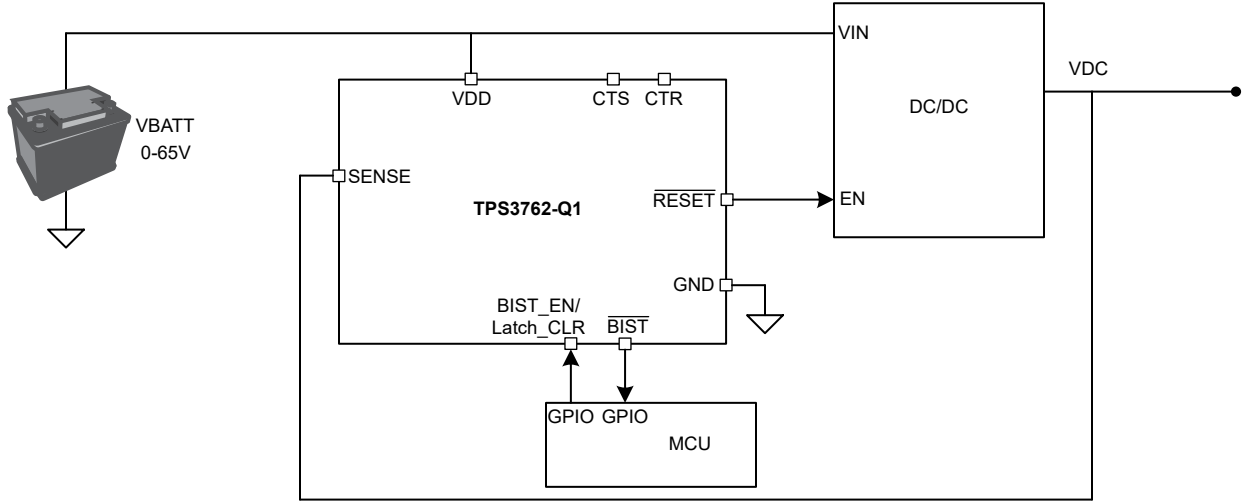 VIN
VDC
VDD
CTS CTR
DC/DC
VBATT
0-65V
SENSE
TPS3762-Q1
RESET
EN
GND
BIST_EN/
Latch_CLR
BIST
GPIO GPIO
MCU